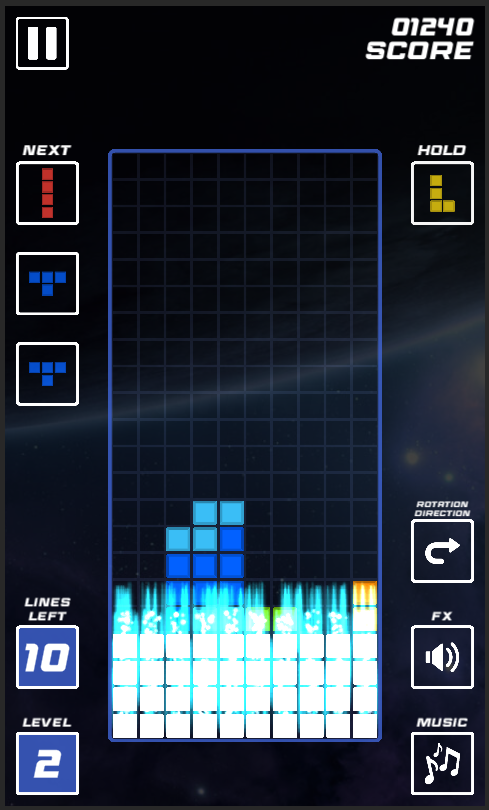 01240
SCORE
NEXT
HOLD
ROTATION
DIRECTION
LINES
LEFT
10
FX
LEVEL
2
MUSIC